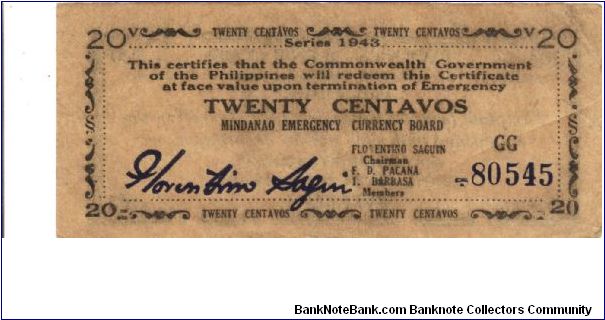 20 TWENTY CENTAVOS TWENTY CENTAVOS 20
Series 1943
This certifies that the Commonwealth Government
of the Philippines will redeem this Certificate
at face value upon termination of Emergency
TWENTY CENTAVOS
MINDANAO EMERGENCY CURRENCY BOARD
FLORENTINO SAGUIN
Chairman
F. D. PACANA
T. BARBASA
Members
GG
80545
Florentino Saguin
20 TWENTY CENTAVOS TWENTY CENTAVOS 20
BankNoteBank.com Banknote Collectors Community